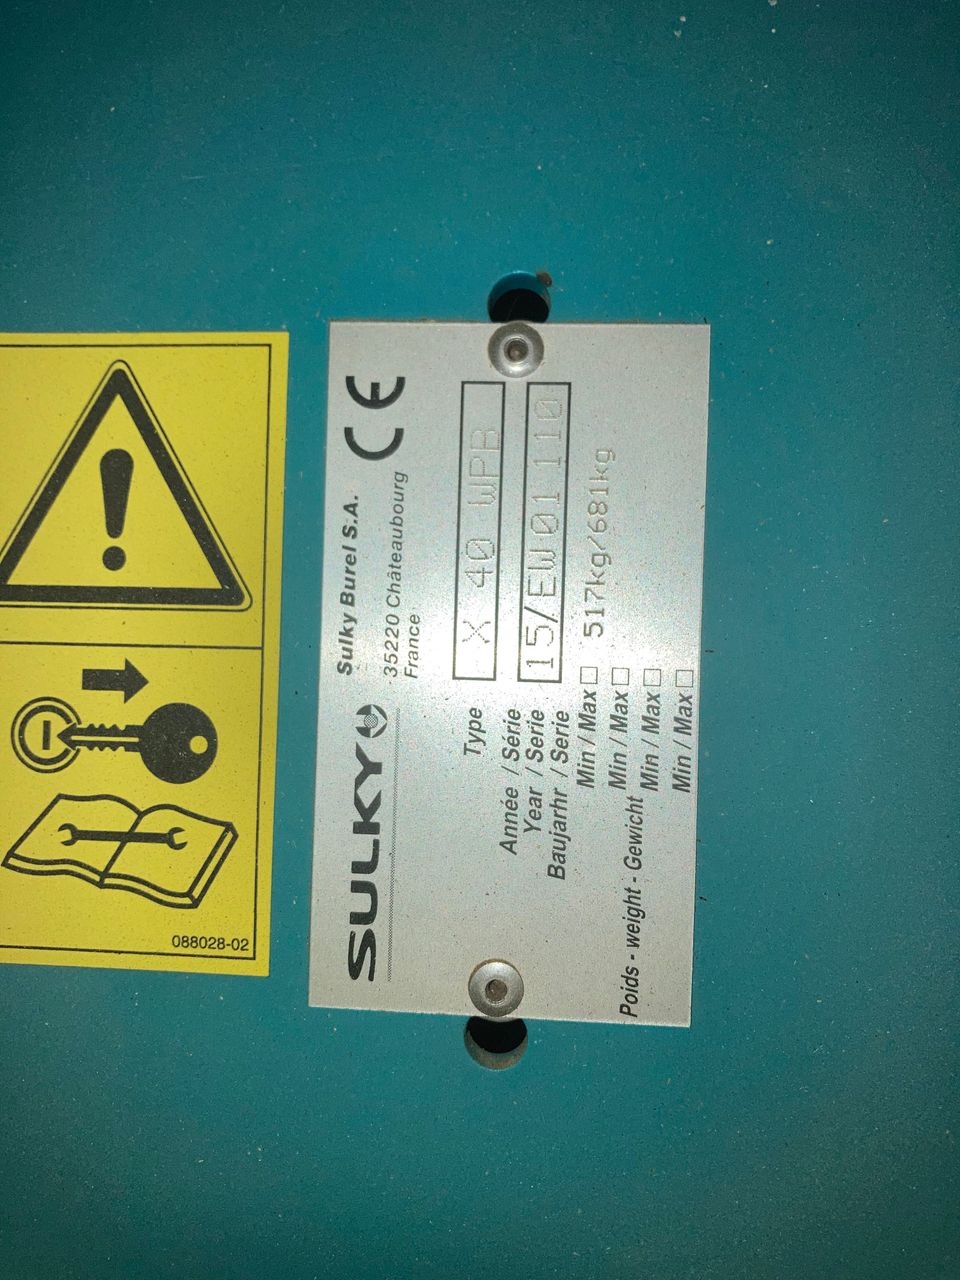 088028-02
SULKY
Sulky Burel S.A.
35220 Châteaubourg
France
CE
Type X 40 WPB
Année / Série
Year / Serie
Baujarhr / Serie
15/EW01110
Poids - weight - Gewicht
Min / Max 517kg/681kg
Min / Max
Min / Max
Min / Max